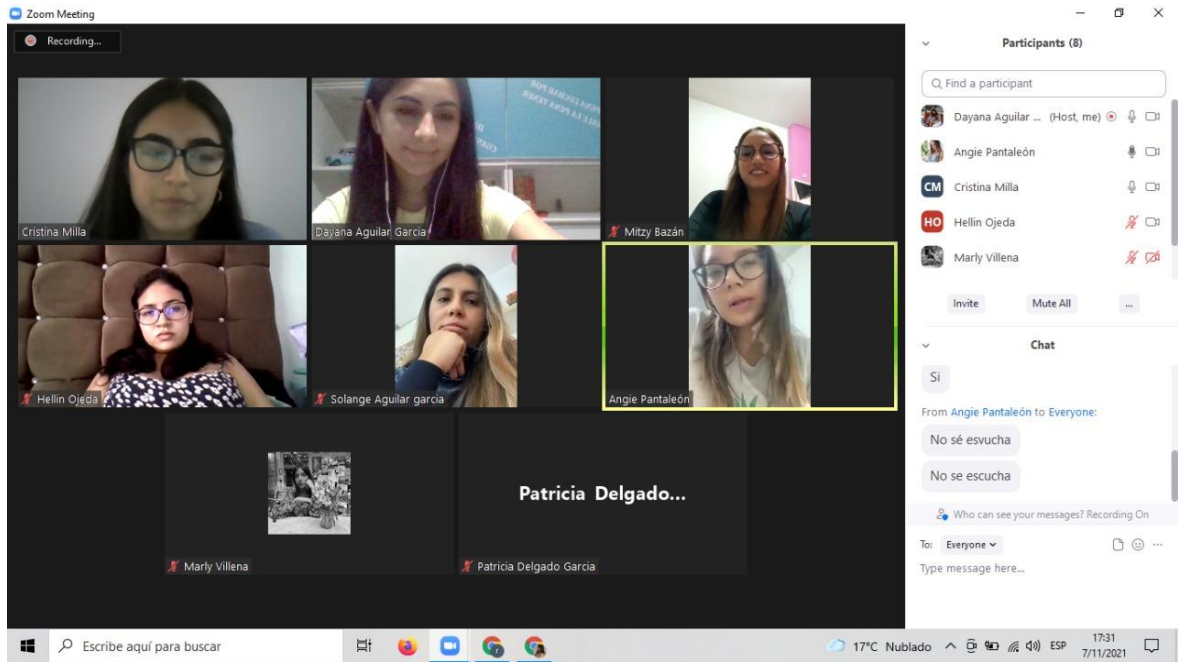 Zoom Meeting
Recording...
Cristina Milla
Dayana Aguilar Garcia
Mitzy Bazán
Hellin Ojeda
Solange Aguilar garcia
Angie Pantaleón
Patricia Delgado...
Marly Villena
Patricia Delgado Garcia
Participants (8)
Find a participant
Dayana Aguilar ... (Host, me)
Angie Pantaleón
CM Cristina Milla
HO Hellin Ojeda
Marly Villena
Invite Mute All ...
Chat
Si
From Angie Pantaleón to Everyone:
No sé esvucha
No se escucha
Who can see your messages? Recording On
To: Everyone
Type message here...
Escribe aquí para buscar
17°C Nublado
ESP
17:31
7/11/2021